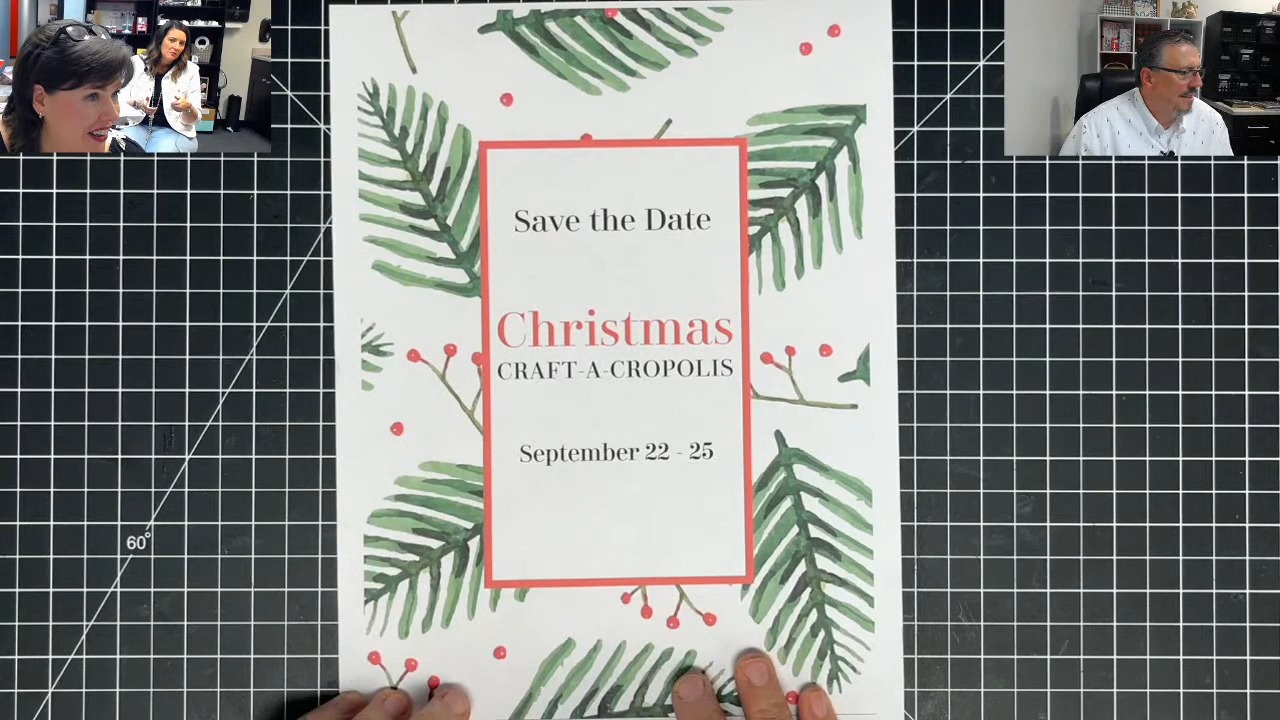 Save the Date
Christmas
CRAFT-A-CROPOLIS
September 22 - 25
60°